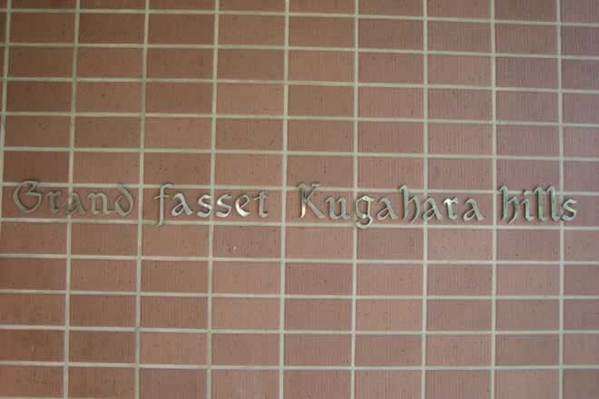 Grand fasset Kugahara hills